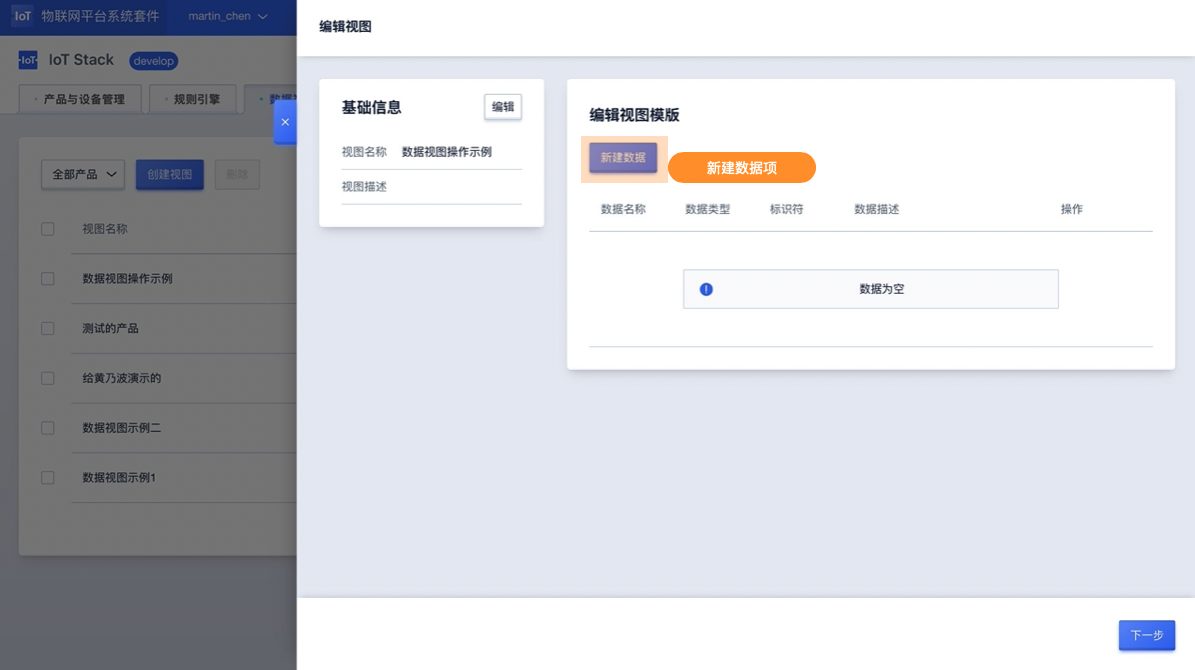 IoT 物联网平台系统套件 martin_chen
IoT IoT Stack develop
产品与设备管理 规则引擎
×
全部产品 创建视图 删除
视图名称
数据视图操作示例
测试的产品
给黄乃波演示的
数据视图示例二
数据视图示例1
编辑视图
基础信息 编辑
视图名称 数据视图操作示例
视图描述
编辑视图模版
新建数据 新建数据项
数据名称 数据类型 标识符 数据描述 操作
数据为空
下一步